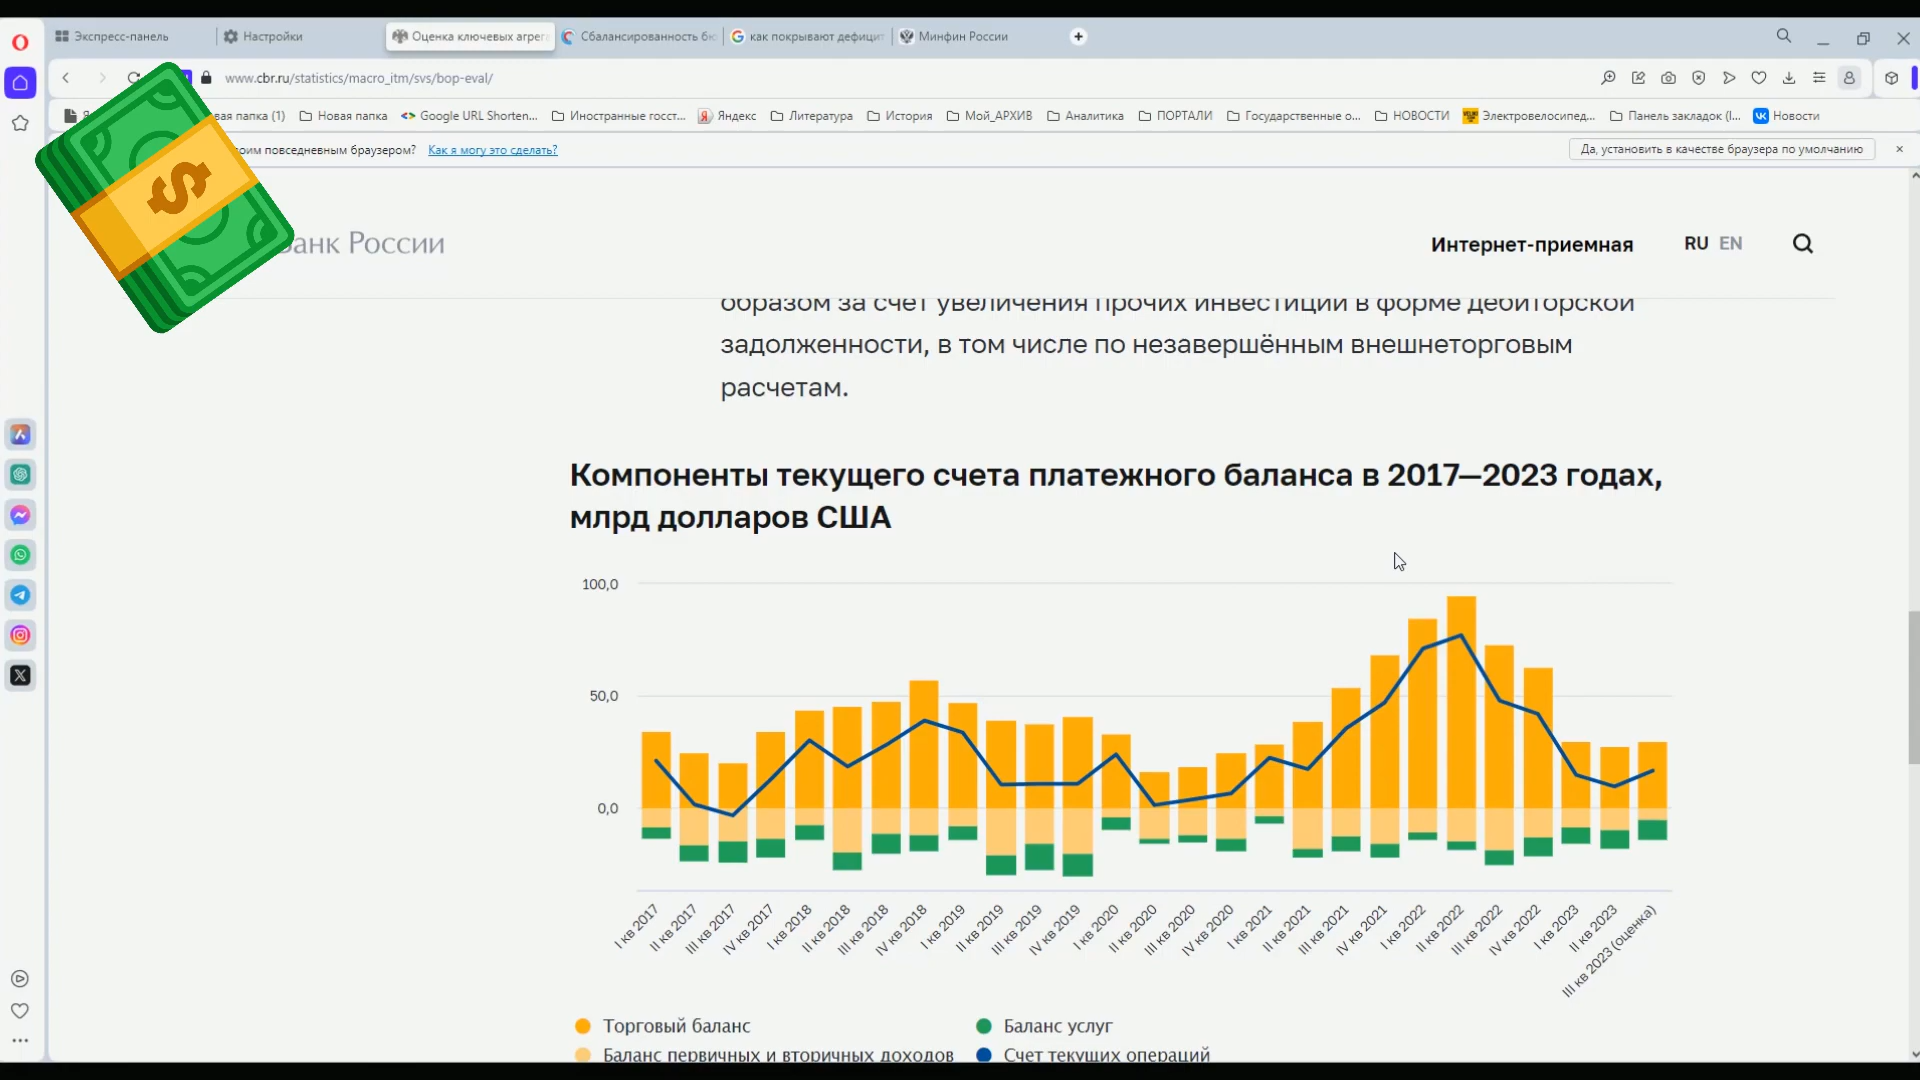 Экспресс-панель
Настройки
Оценка ключевых агрег
Сбалансированность бю
как покрывают дефицит
Минфин России
www.cbr.ru/statistics/macro_itm/svs/bop-eval/
вая папка (1)
Новая папка
Google URL Shorten...
Иностранные госст...
Яндекс
Литература
История
Мой_АРХИВ
Аналитика
ПОРТАЛИ
Государственные о...
НОВОСТИ
Электровелосипед...
Панель закладок (I...
Новости
оим повседневным браузером? Как я могу это сделать?
Да, установить в качестве браузера по умолчанию
$
Банк России
Интернет-приемная
RU EN
образом за счет увеличения прочих инвестиций в форме дебиторской
задолженности, в том числе по незавершённым внешнеторговым
расчетам.
Компоненты текущего счета платежного баланса в 2017—2023 годах,
млрд долларов США
100,0
50,0
0,0
I кв 2017
II кв 2017
III кв 2017
IV кв 2017
I кв 2018
II кв 2018
III кв 2018
IV кв 2018
I кв 2019
II кв 2019
III кв 2019
IV кв 2019
I кв 2020
II кв 2020
III кв 2020
IV кв 2020
I кв 2021
II кв 2021
III кв 2021
IV кв 2021
I кв 2022
II кв 2022
III кв 2022
IV кв 2022
I кв 2023
II кв 2023
III кв 2023 (оценка)
Торговый баланс
Баланс услуг
Баланс первичных и вторичных доходов
Счет текущих операций